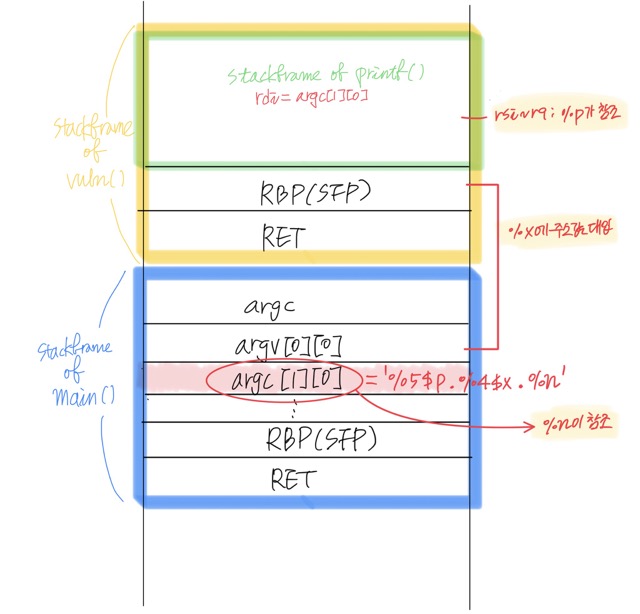 stackframe of printf()
rdi = argc[1][0]
rsi~r9 : %p가 참조
stackframe
of
vuln()
RBP(SFP)
RET
%x에 주소값 대입
argc
argv[0][0]
argc[1][0] = '%5$p.%4$x.%n'
⋮
%n이 참조
RBP(SFP)
RET
stackframe
of
main()